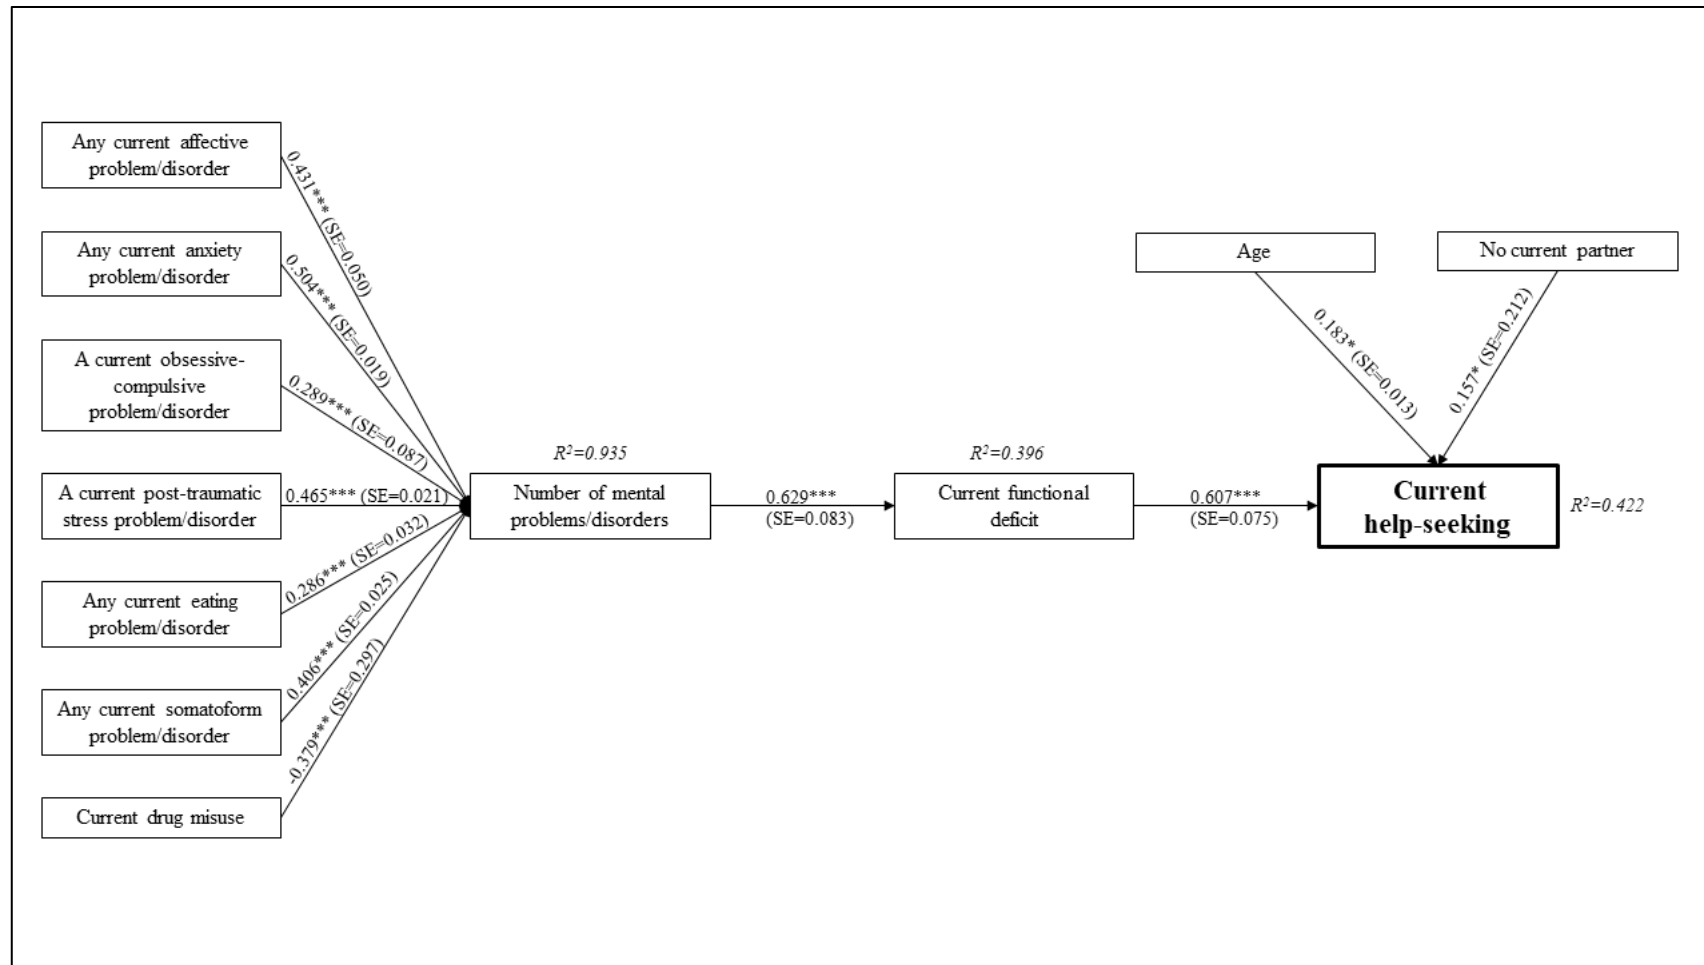 Any current affective
problem/disorder
0.431*** (SE=0.050)
Any current anxiety
problem/disorder
0.504*** (SE=0.019)
A current obsessive-
compulsive
problem/disorder
0.289*** (SE=0.087)
A current post-traumatic
stress problem/disorder
0.465*** (SE=0.021)
Any current eating
problem/disorder
0.286*** (SE=0.032)
Any current somatoform
problem/disorder
0.406*** (SE=0.025)
Current drug misuse
-0.379*** (SE=0.297)
R²=0.935
Number of mental
problems/disorders
0.629***
(SE=0.083)
R²=0.396
Current functional
deficit
0.607***
(SE=0.075)
Age
0.183* (SE=0.013)
No current partner
0.157* (SE=0.212)
Current
help-seeking
R²=0.422